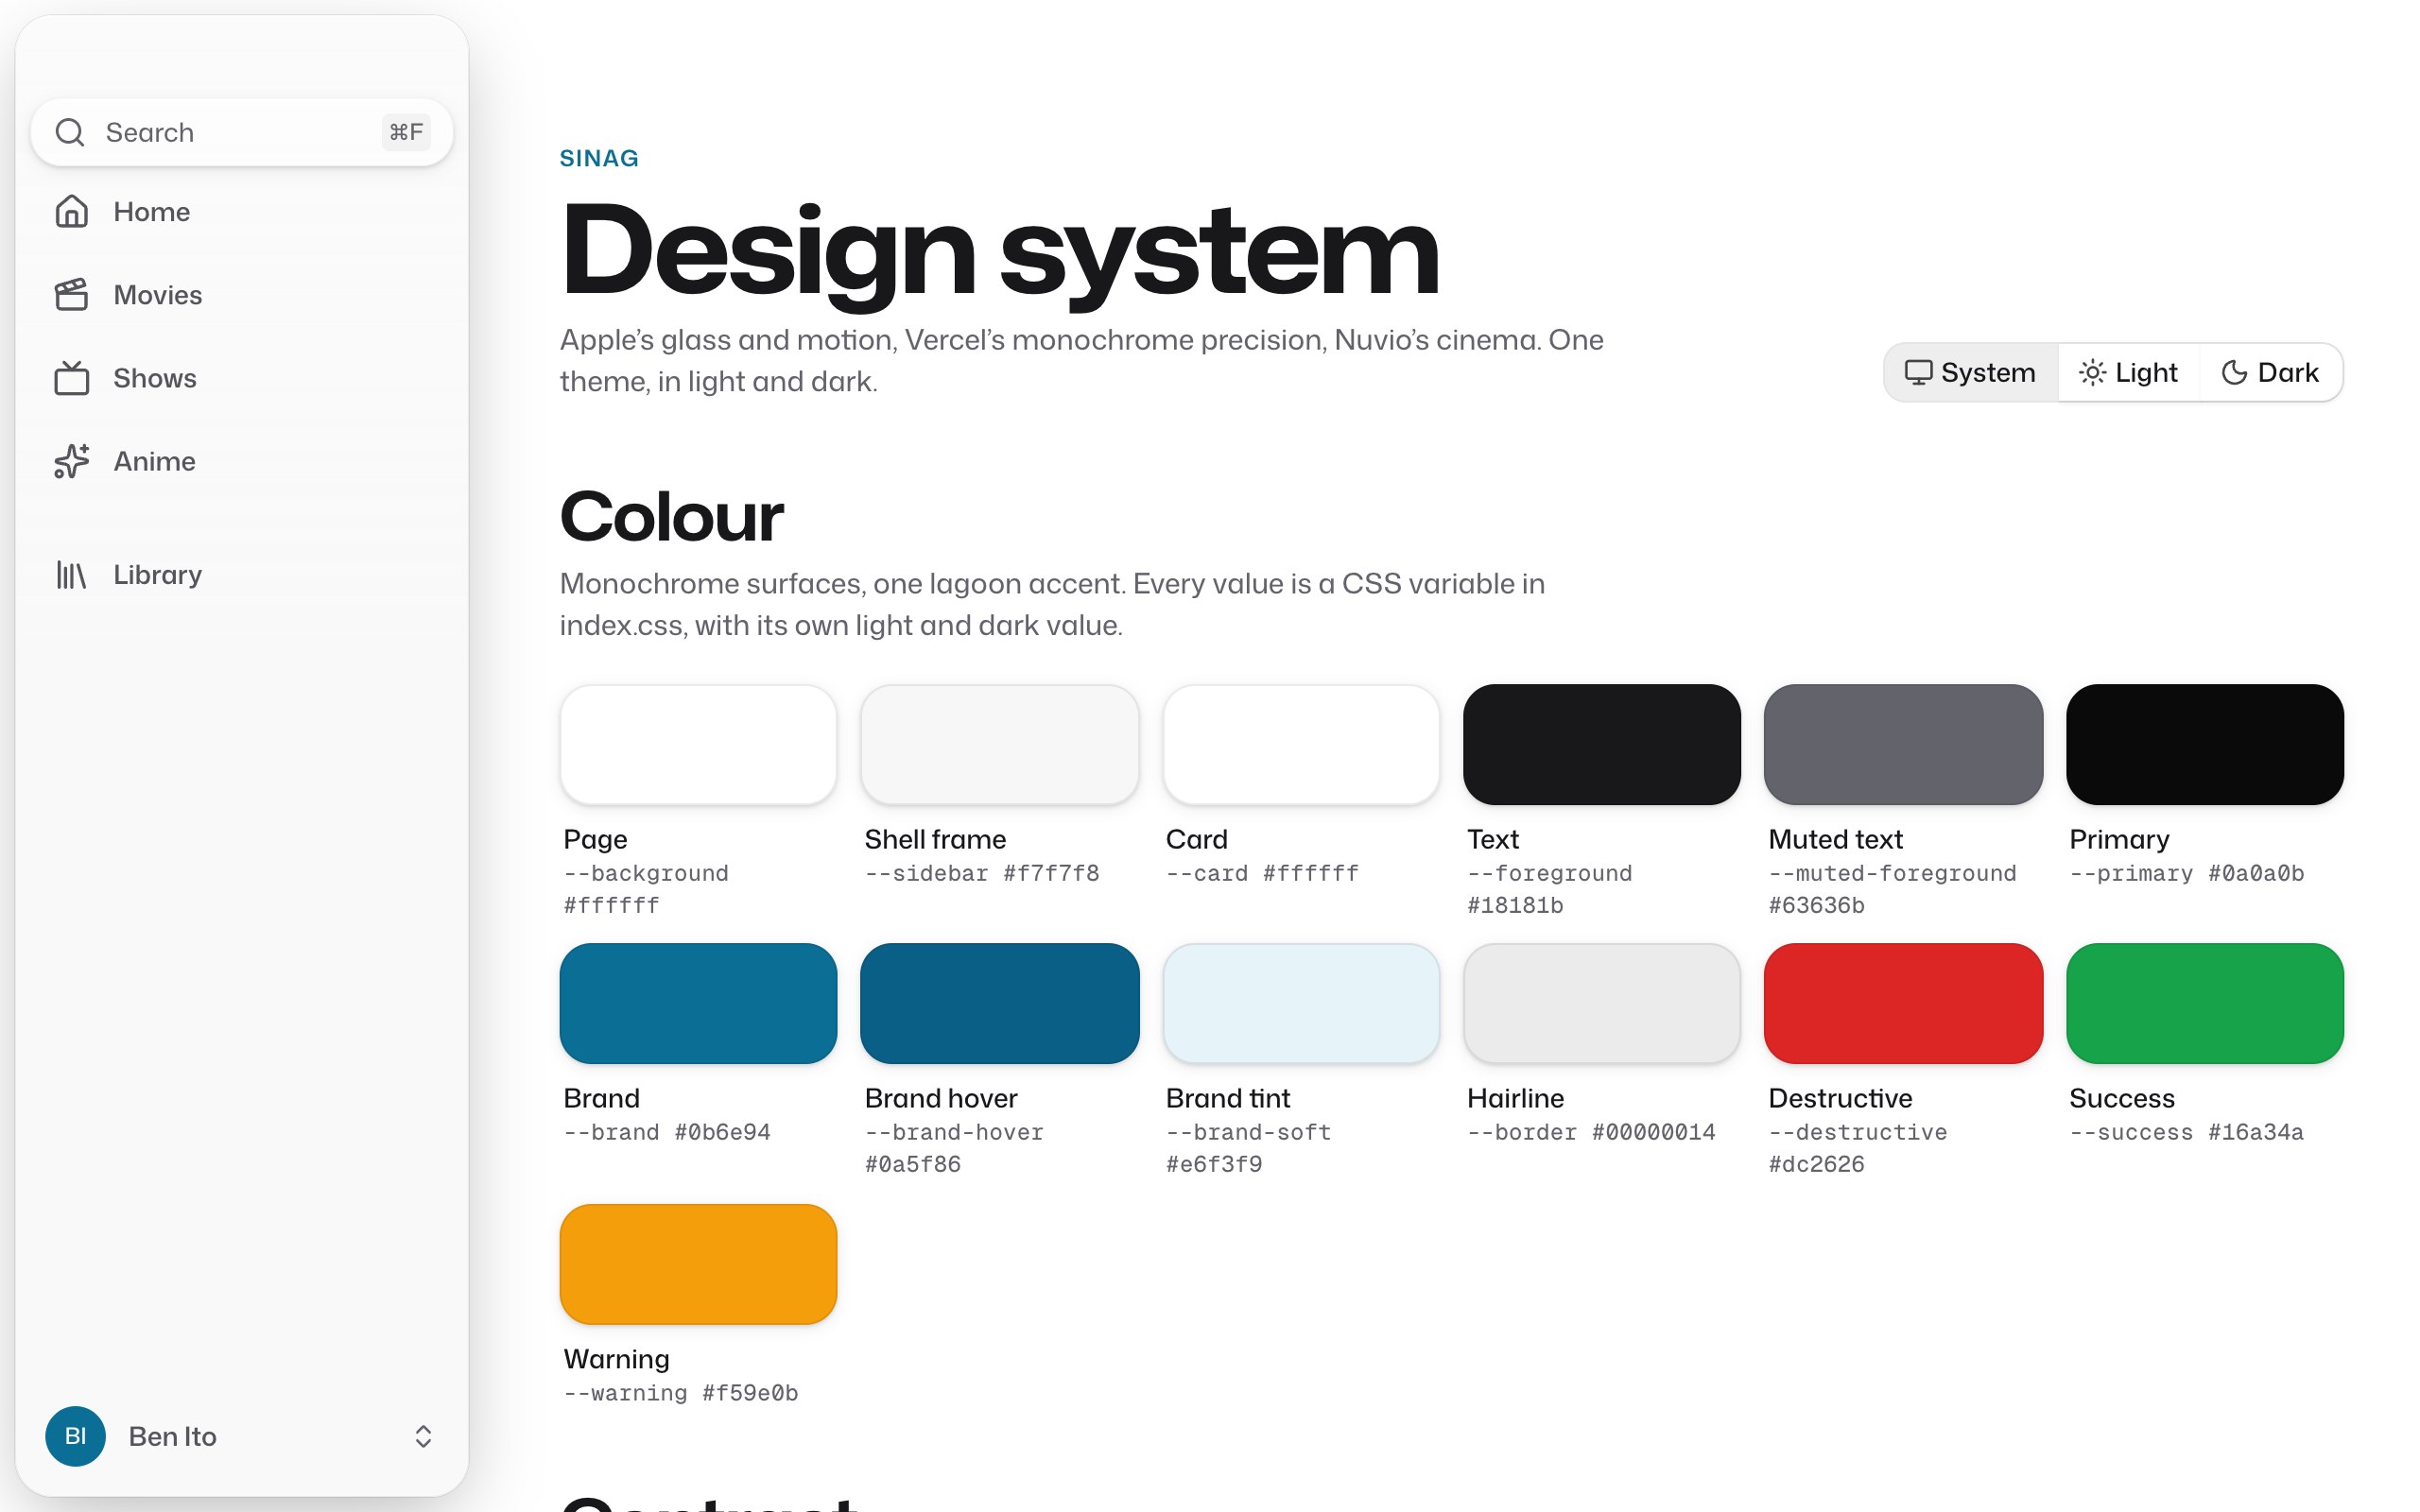 Search
⌘F
Home
Movies
Shows
Anime
Library
BI
Ben Ito
SINAG
Design system
Apple’s glass and motion, Vercel’s monochrome precision, Nuvio’s cinema. One
theme, in light and dark.
System
Light
Dark
Colour
Monochrome surfaces, one lagoon accent. Every value is a CSS variable in
index.css, with its own light and dark value.
Page
--background
#ffffff
Shell frame
--sidebar #f7f7f8
Card
--card #ffffff
Text
--foreground
#18181b
Muted text
--muted-foreground
#63636b
Primary
--primary #0a0a0b
Brand
--brand #0b6e94
Brand hover
--brand-hover
#0a5f86
Brand tint
--brand-soft
#e6f3f9
Hairline
--border #00000014
Destructive
--destructive
#dc2626
Success
--success #16a34a
Warning
--warning #f59e0b